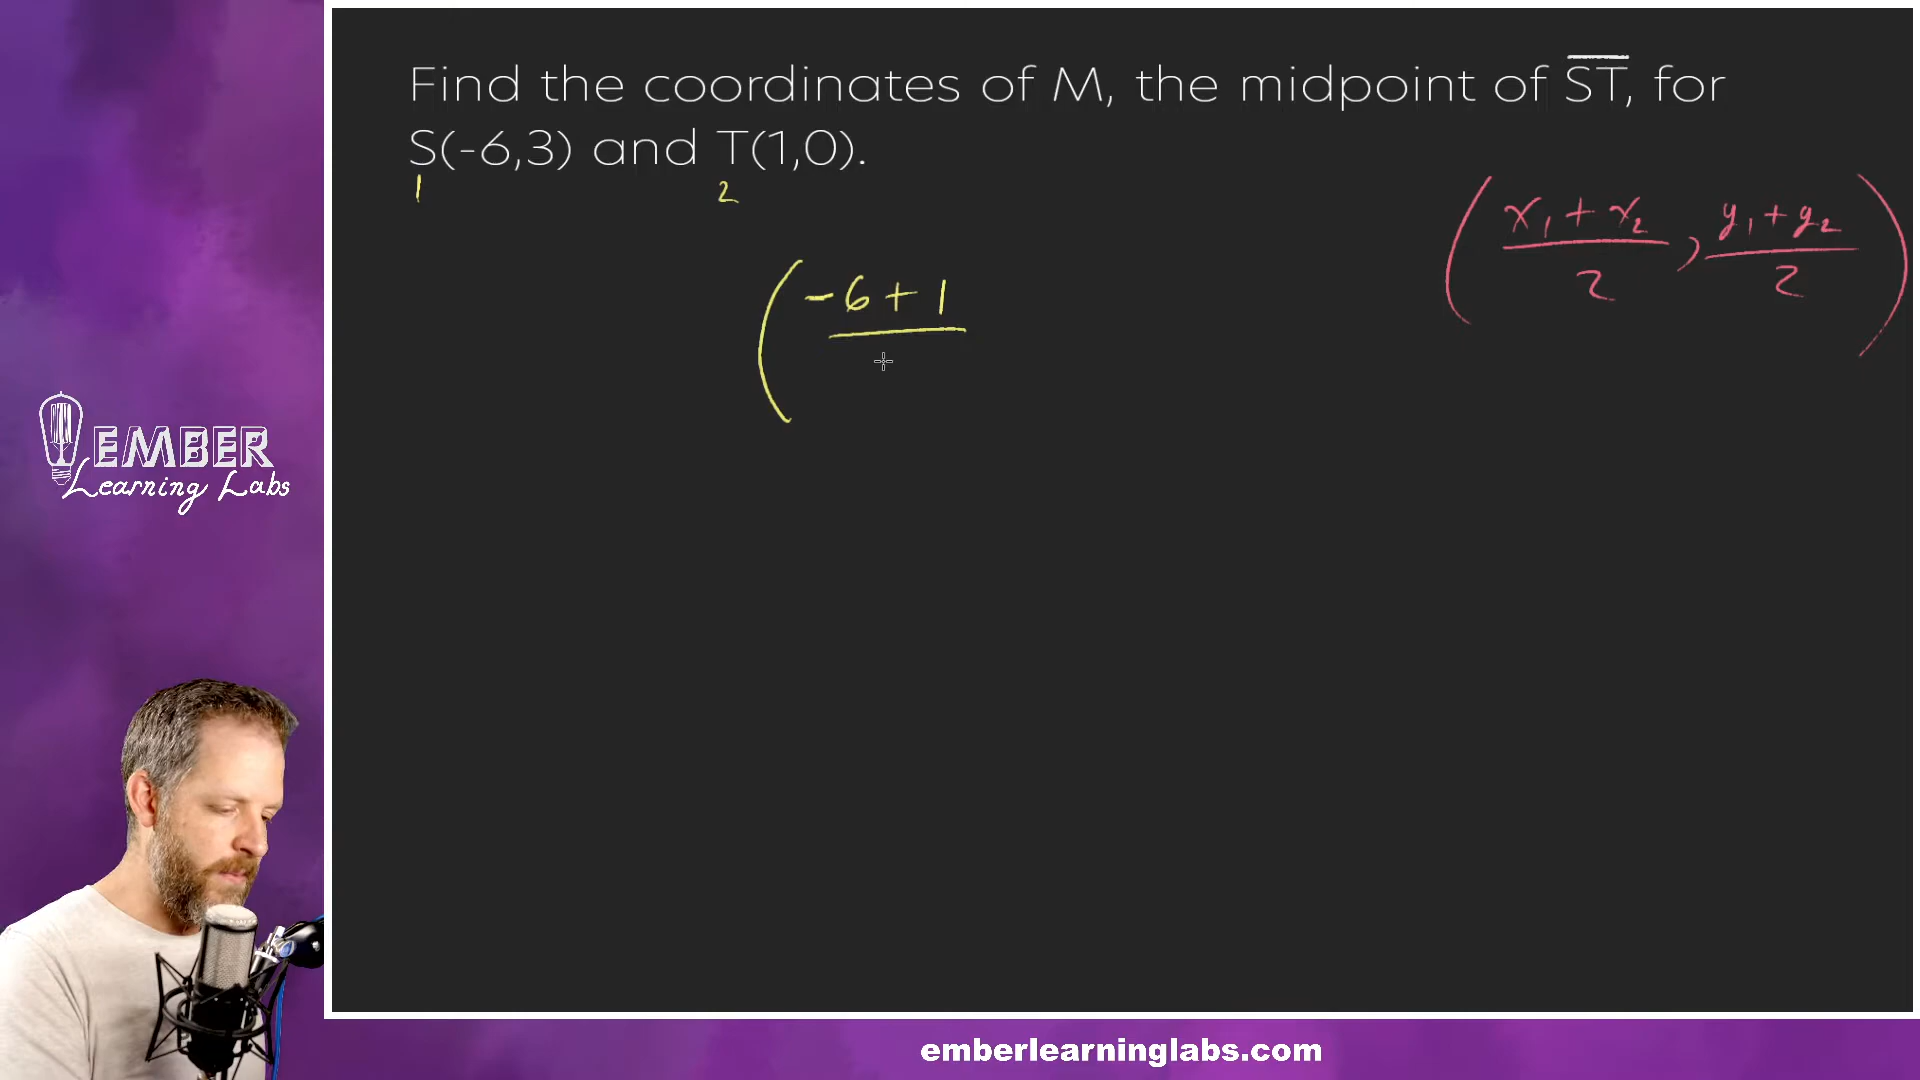 Find the coordinates of M, the midpoint of S̅T̅, for
S(-6,3) and T(1,0).
1 2
(x₁ + x₂ / 2, y₁ + y₂ / 2)
( -6 + 1
EMBER
Learning Labs
emberlearninglabs.com